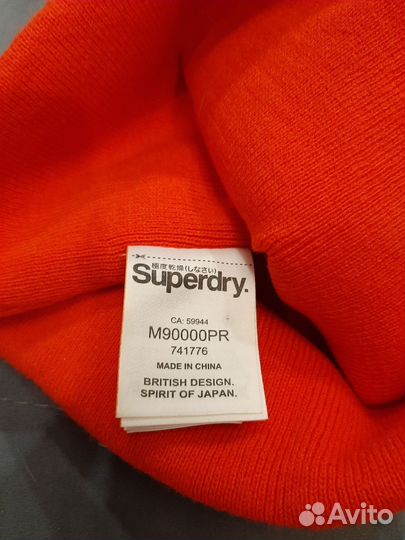 極度乾燥(しなさい)
Superdry.
CA: 59944
M90000PR
741776
MADE IN CHINA
BRITISH DESIGN.
SPIRIT OF JAPAN.
Avito